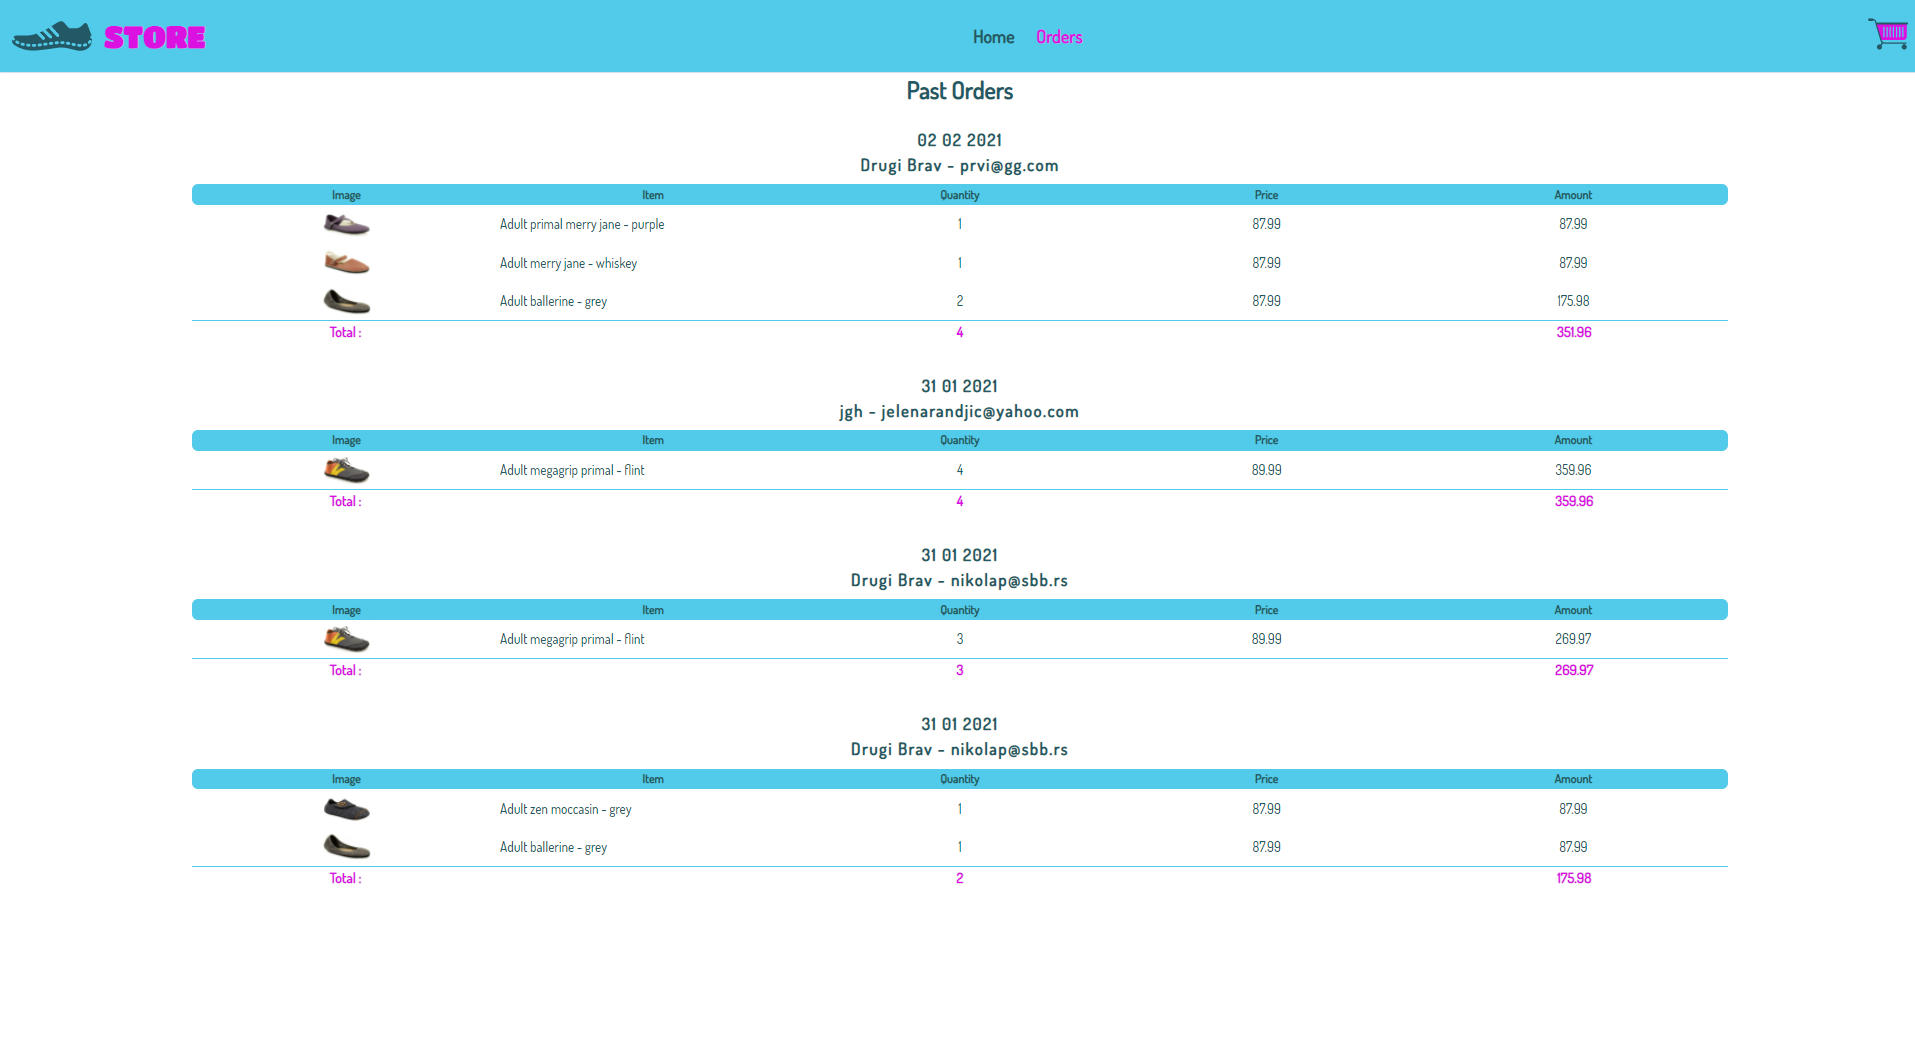 STORE Home Orders
Past Orders
02 02 2021
Drugi Brav - prvi@gg.com
Image Item Quantity Price Amount
Adult primal merry jane - purple 1 87.99 87.99
Adult merry jane - whiskey 1 87.99 87.99
Adult ballerine - grey 2 87.99 175.98
Total : 4 351.96
31 01 2021
jgh - jelenarandjic@yahoo.com
Image Item Quantity Price Amount
Adult megagrip primal - flint 4 89.99 359.96
Total : 4 359.96
31 01 2021
Drugi Brav - nikolap@sbb.rs
Image Item Quantity Price Amount
Adult megagrip primal - flint 3 89.99 269.97
Total : 3 269.97
31 01 2021
Drugi Brav - nikolap@sbb.rs
Image Item Quantity Price Amount
Adult zen moccasin - grey 1 87.99 87.99
Adult ballerine - grey 1 87.99 87.99
Total : 2 175.98